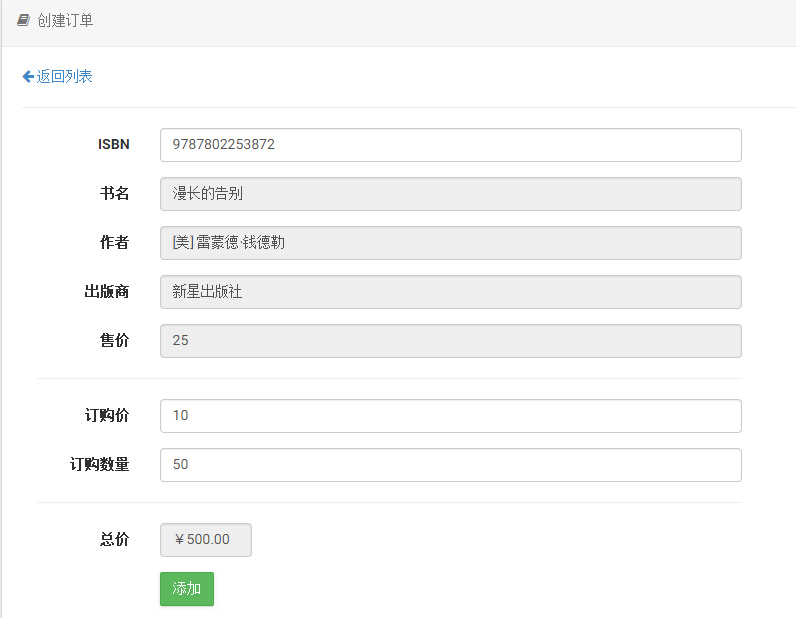 创建订单
返回列表
ISBN 9787802253872
书名 漫长的告别
作者 [美] 雷蒙德·钱德勒
出版商 新星出版社
售价 25
订购价 10
订购数量 50
总价 ￥500.00
添加